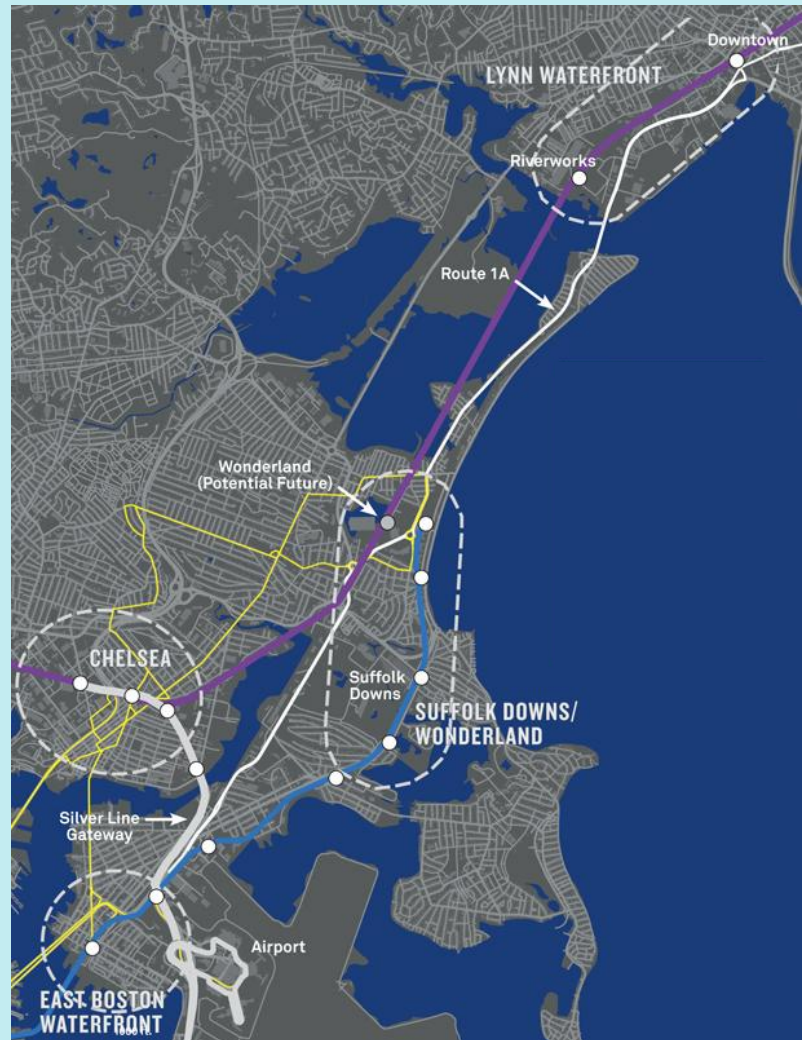 Downtown
LYNN WATERFRONT
Riverworks
Route 1A
Wonderland
(Potential Future)
CHELSEA
Suffolk
Downs
SUFFOLK DOWNS/
WONDERLAND
Silver Line
Gateway
Airport
EAST BOSTON
WATERFRONT